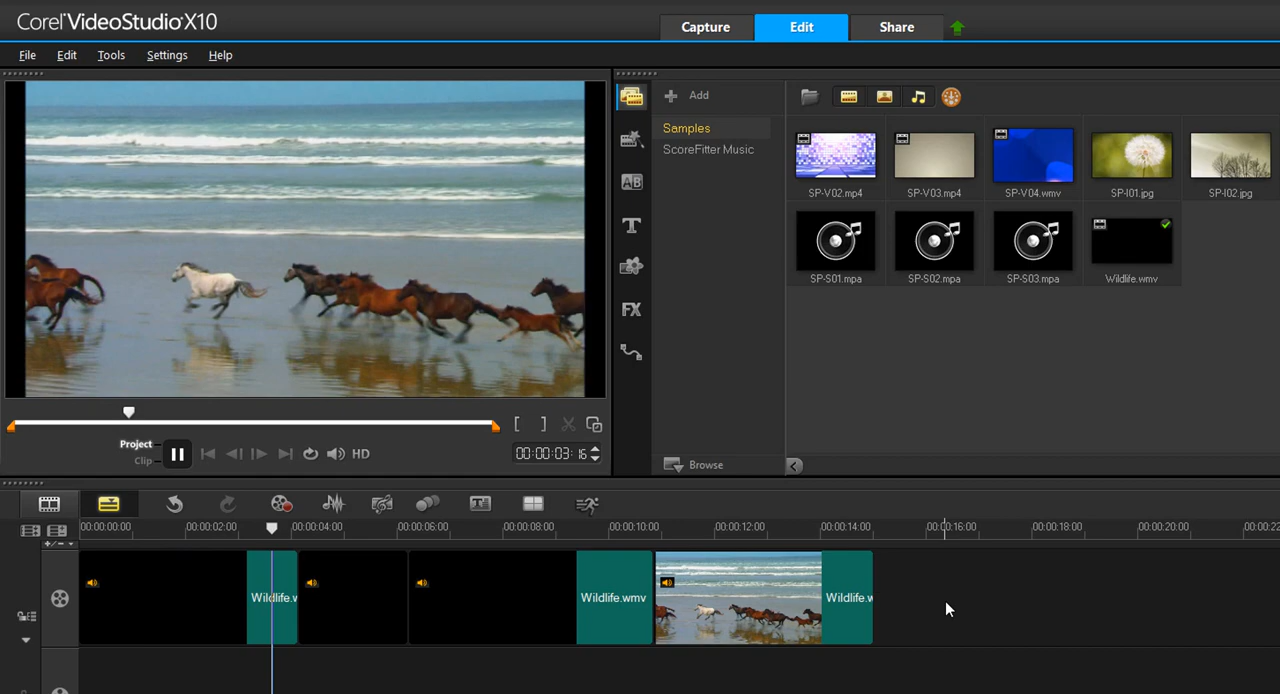 Corel VideoStudio X10
Capture
Edit
Share
File Edit Tools Settings Help
Add
Samples
ScoreFitter Music
SP-V02.mp4
SP-V03.mp4
SP-V04.wmv
SP-I01.jpg
SP-I02.jpg
SP-S01.mpa
SP-S02.mpa
SP-S03.mpa
Wildlife.wmv
AB
T
FX
Browse
Project
Clip
HD
[ ]
00:00:03:16
00:00:00:00 00:00:02:00 00:00:04:00 00:00:06:00 00:00:08:00 00:00:10:00 00:00:12:00 00:00:14:00 00:00:16:00 00:00:18:00 00:00:20:00 00:00:22
Wildlife.w
Wildlife.wmv
Wildlife.w